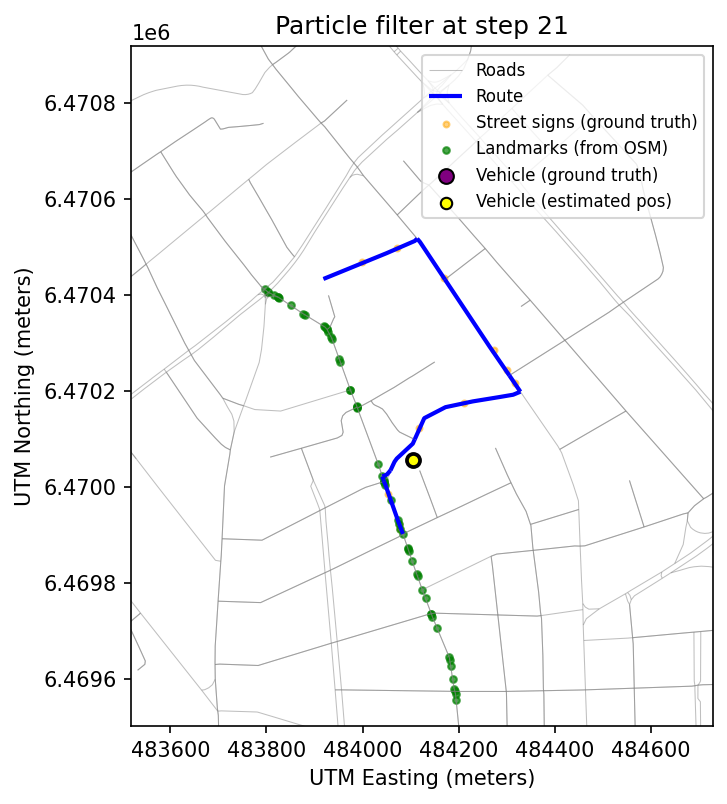 Particle filter at step 21
1e6
Roads
Route
Street signs (ground truth)
Landmarks (from OSM)
Vehicle (ground truth)
Vehicle (estimated pos)
6.4708
6.4706
6.4704
6.4702
6.4700
6.4698
6.4696
UTM Northing (meters)
483600 483800 484000 484200 484400 484600
UTM Easting (meters)